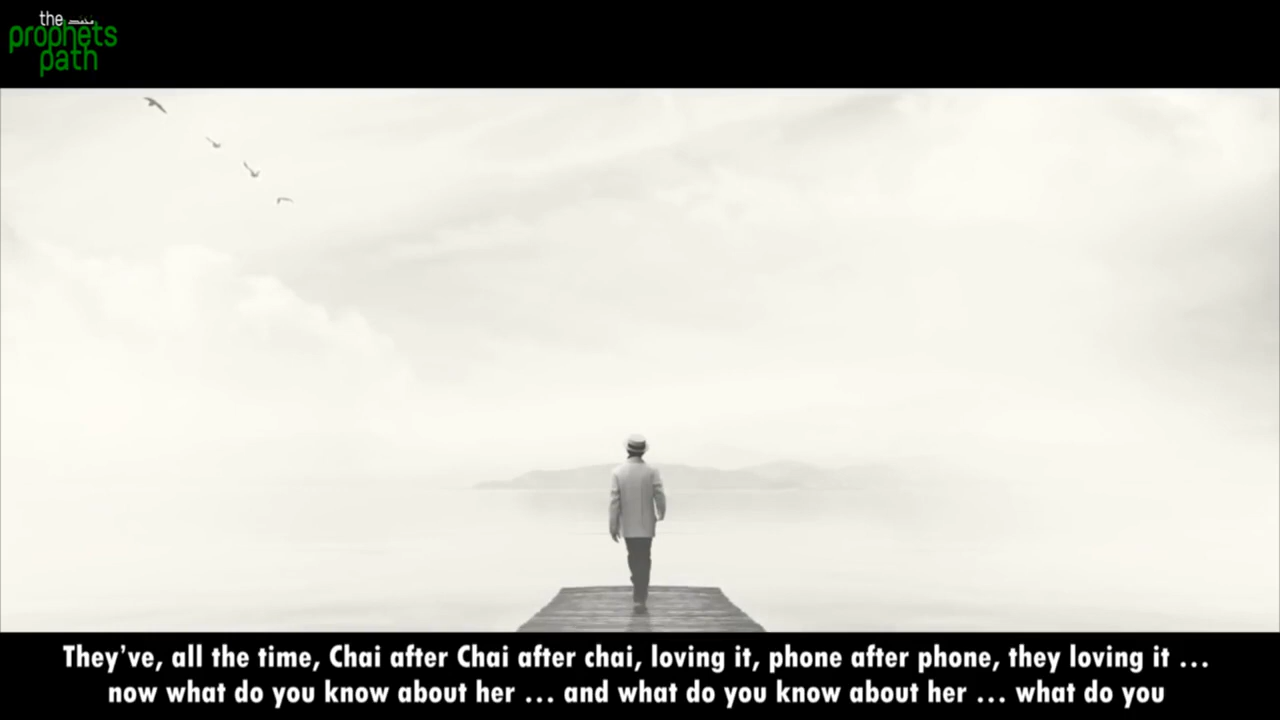 the محمد
prophets
path
They’ve, all the time, Chai after Chai after chai, loving it, phone after phone, they loving it ...
now what do you know about her ... and what do you know about her ... what do you